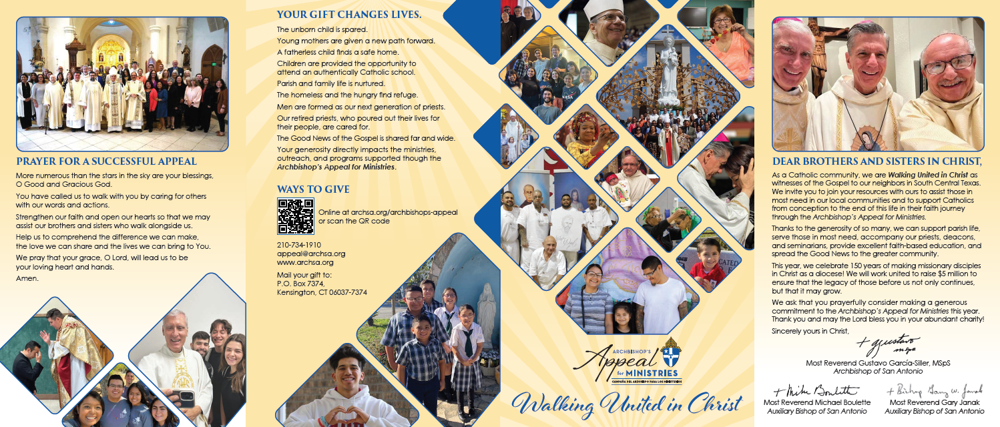 PRAYER FOR A SUCCESSFUL APPEAL
More numerous than the stars in the sky are your blessings,
O Good and Gracious God.
You have called us to walk with you by caring for others
with our words and actions.
Strengthen our faith and open our hearts so that we may
assist our brothers and sisters who walk alongside us.
Help us to comprehend the difference we can make,
the love we can share and the lives we can bring to You.
We pray that your grace, O Lord, will lead us to be
your loving heart and hands.
Amen.
YOUR GIFT CHANGES LIVES.
The unborn child is spared.
Young mothers are given a new path forward.
A fatherless child finds a safe home.
Children are provided the opportunity to
attend an authentically Catholic school.
Parish and family life is nurtured.
The homeless and the hungry find refuge.
Men are formed as our next generation of priests.
Our retired priests, who poured out their lives for
their people, are cared for.
The Good News of the Gospel is shared far and wide.
Your generosity directly impacts the ministries,
outreach, and programs supported though the
Archbishop's Appeal for Ministries.
WAYS TO GIVE
Online at archsa.org/archbishops-appeal
or scan the QR code
210-734-1910
appeal@archsa.org
www.archsa.org
Mail your gift to:
P.O. Box 7374,
Kensington, CT 06037-7374
NASA
ARCHBISHOP'S
Appeal
for MINISTRIES
CAMPAÑA DEL ARZOBISPO PARA LOS MINISTERIOS
Walking United in Christ
DEAR BROTHERS AND SISTERS IN CHRIST,
As a Catholic community, we are Walking United in Christ as
witnesses of the Gospel to our neighbors in South Central Texas.
We invite you to join your resources with ours to assist those in
most need in our local communities and to support Catholics
from conception to the end of this life in their faith journey
through the Archbishop's Appeal for Ministries.
Thanks to the generosity of so many, we can support parish life,
serve those in most need, accompany our priests, deacons,
and seminarians, provide excellent faith-based education, and
spread the Good News to the greater community.
This year, we celebrate 150 years of making missionary disciples
in Christ as a diocese! We will work united to raise $5 million to
ensure that the legacy of those before us not only continues,
but that it may grow.
We ask that you prayerfully consider making a generous
commitment to the Archbishop's Appeal for Ministries this year.
Thank you and may the Lord bless you in your abundant charity!
Sincerely yours in Christ,
+ Gustavo
msps
Most Reverend Gustavo García-Siller, MSpS
Archbishop of San Antonio
+ Mike Boulette
Most Reverend Michael Boulette
Auxiliary Bishop of San Antonio
+ Bishop Gary W. Janak
Most Reverend Gary Janak
Auxiliary Bishop of San Antonio